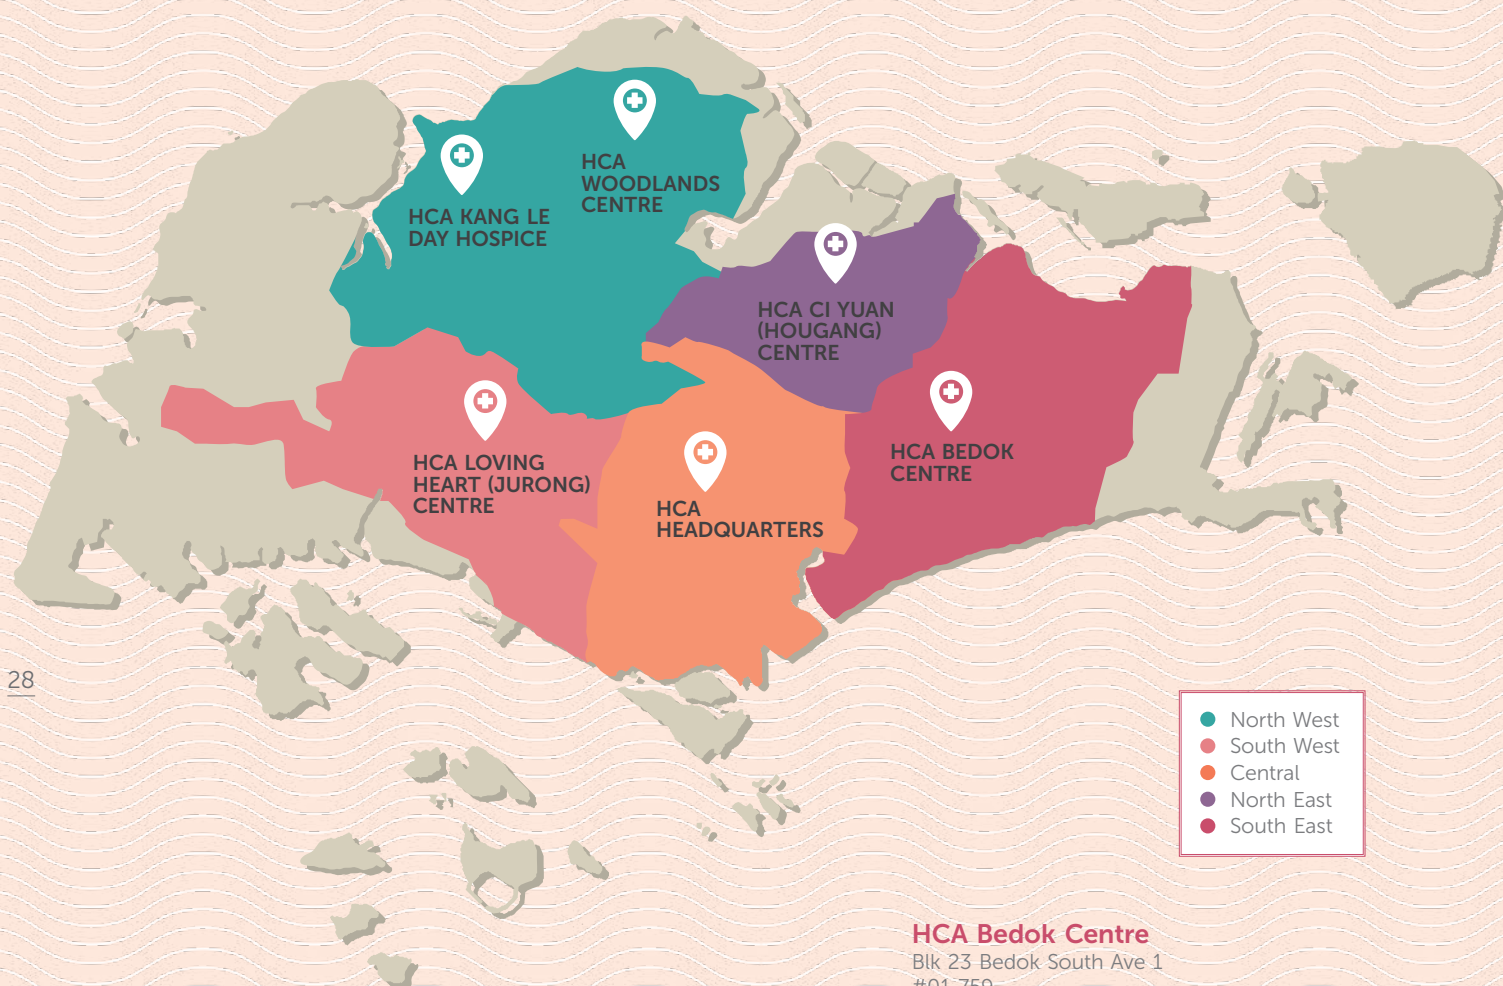 HCA
WOODLANDS
CENTRE
HCA KANG LE
DAY HOSPICE
HCA CI YUAN
(HOUGANG)
CENTRE
HCA BEDOK
CENTRE
HCA LOVING
HEART (JURONG)
CENTRE
HCA
HEADQUARTERS
28
North West
South West
Central
North East
South East
HCA Bedok Centre
Blk 23 Bedok South Ave 1
#01-759